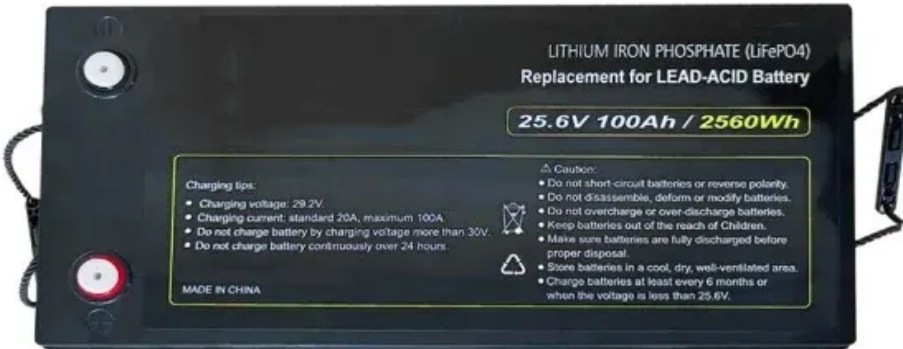 LITHIUM IRON PHOSPHATE (LiFePO4)
Replacement for LEAD-ACID Battery
25.6V 100Ah / 2560Wh
Charging tips:
• Charging voltage: 29.2V.
• Charging current: standard 20A, maximum 100A
• Do not charge battery by charging voltage more than 30V.
• Do not charge battery continuously over 24 hours.
MADE IN CHINA
⚠ Caution:
• Do not short-circuit batteries or reverse polarity.
• Do not disassemble, deform or modify batteries.
• Do not overcharge or over-discharge batteries.
• Keep batteries out of the reach of Children.
• Make sure batteries are fully discharged before
proper disposal.
• Store batteries in a cool, dry, well-ventilated area.
• Charge batteries at least every 6 months or
when the voltage is less than 25.6V.